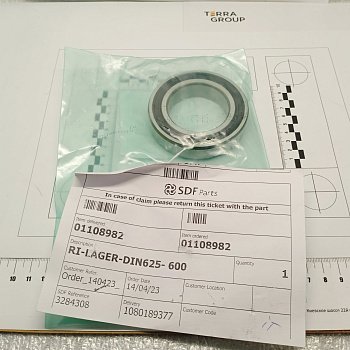 TERRA
GROUP
SDF Parts
In case of claim please return this ticket with the part
Item delivered
01108982
Item ordered
01108982
Description
RI-LAGER-DIN625- 600
Quantity
1
Customer Refer.
Order_140423
Order Date
14/04/23
Customer Location
SDF Reference
3284308
Delivery
1080189377
Customer Code